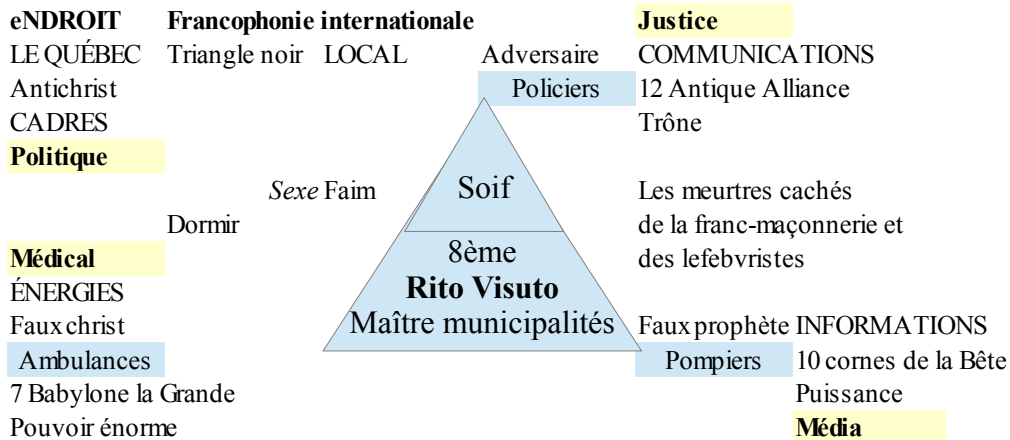 eNDROIT Francophonie internationale Justice
LE QUÉBEC Triangle noir LOCAL Adversaire COMMUNICATIONS
Antichrist Policiers 12 Antique Alliance
CADRES Trône
Politique
Sexe Faim Soif Les meurtres cachés
Dormir de la franc-maçonnerie et
Médical 8ème des lefebvristes
ÉNERGIES Rito Visuto
Faux christ Maître municipalités Faux prophète INFORMATIONS
Ambulances Pompiers 10 cornes de la Bête
7 Babylone la Grande Puissance
Pouvoir énorme Média